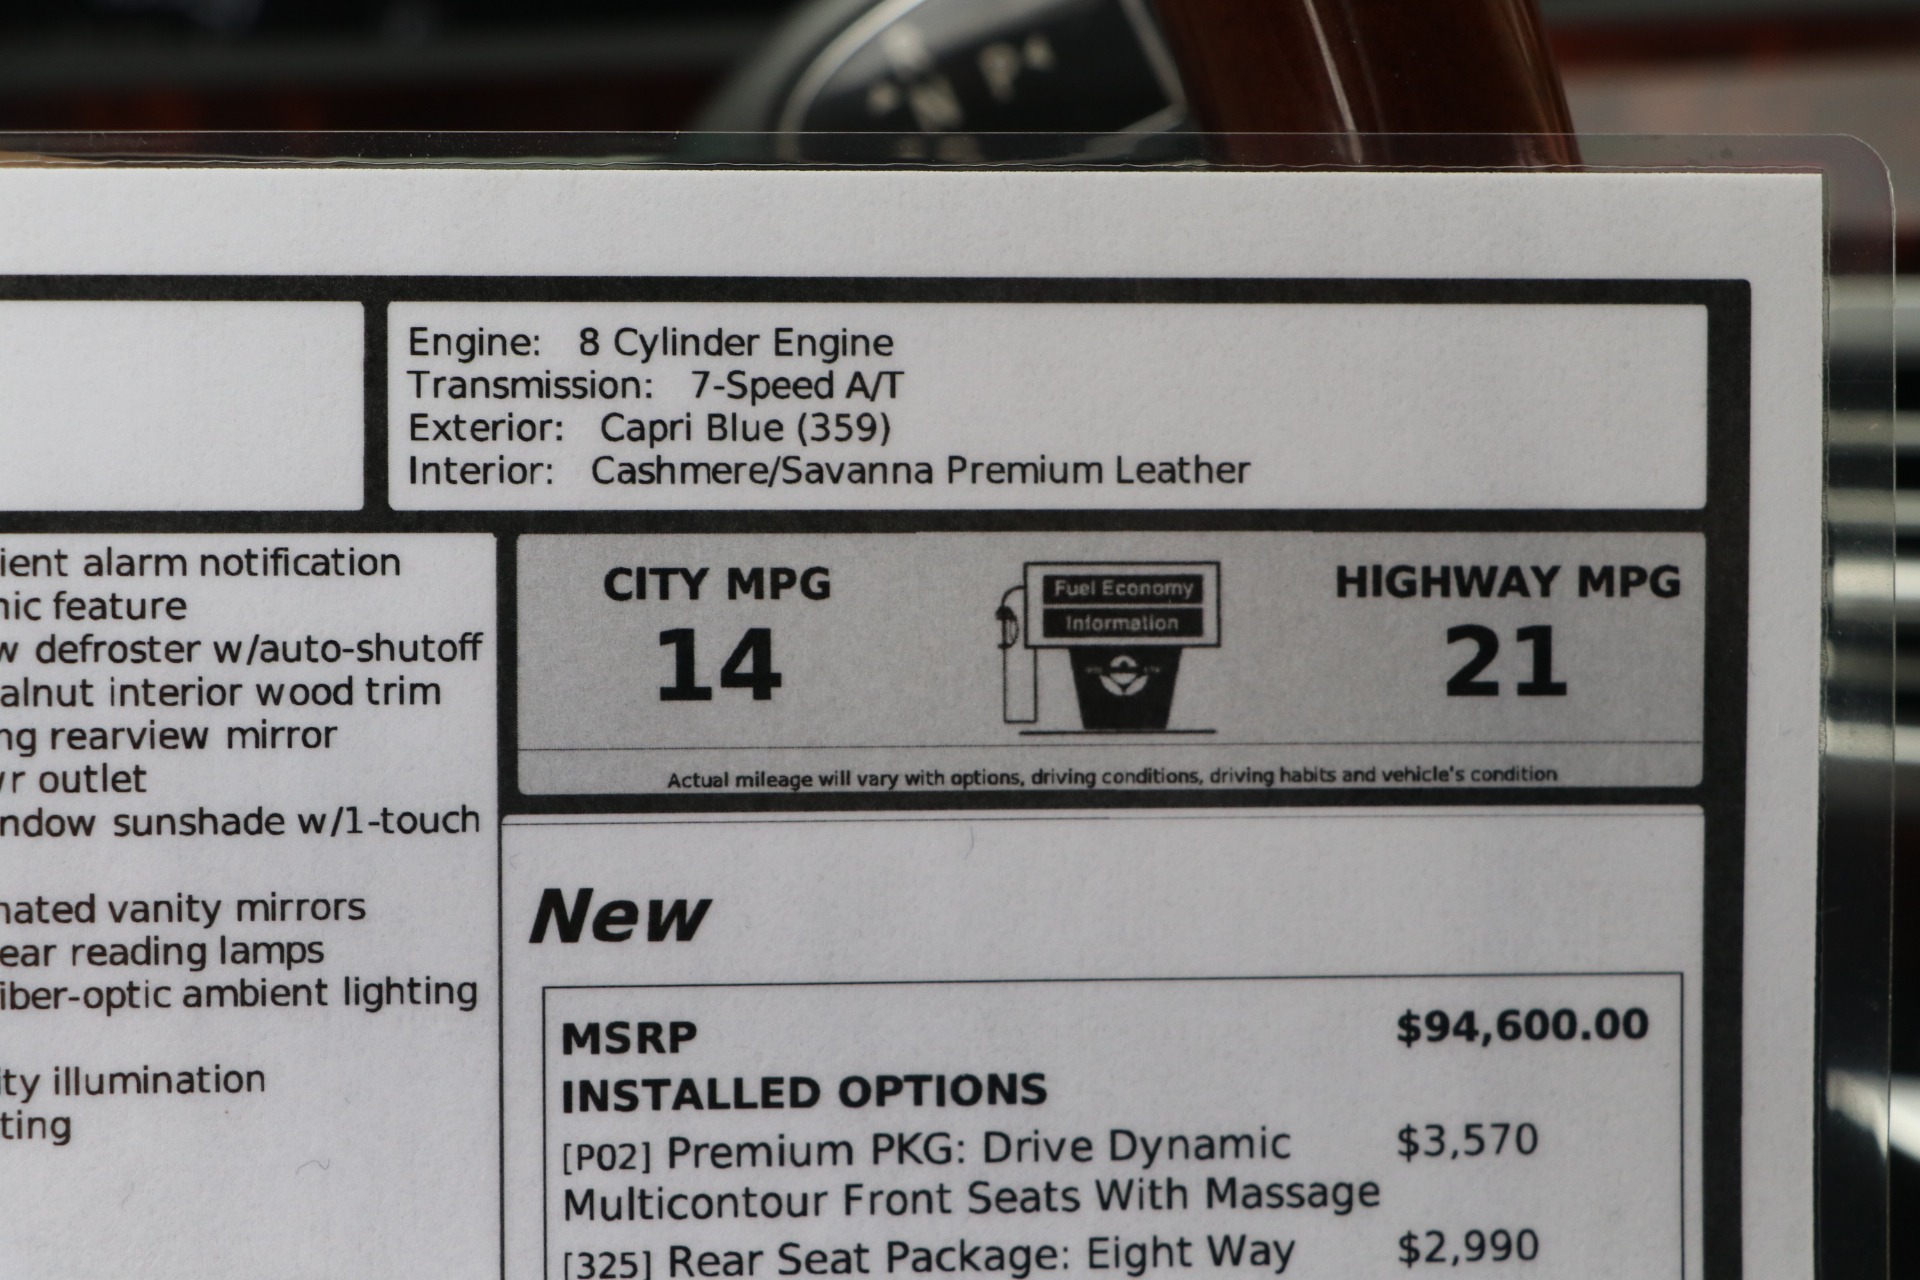 N P
Engine: 8 Cylinder Engine
Transmission: 7-Speed A/T
Exterior: Capri Blue (359)
Interior: Cashmere/Savanna Premium Leather
ient alarm notification
nic feature
w defroster w/auto-shutoff
alnut interior wood trim
ng rearview mirror
r outlet
ndow sunshade w/1-touch
nated vanity mirrors
ear reading lamps
iber-optic ambient lighting
ity illumination
ting
CITY MPG
14
Fuel Economy
Information
HIGHWAY MPG
21
Actual mileage will vary with options, driving conditions, driving habits and vehicle's condition
New
MSRP $94,600.00
INSTALLED OPTIONS
[P02] Premium PKG: Drive Dynamic $3,570
Multicontour Front Seats With Massage
[325] Rear Seat Package: Eight Way $2,990